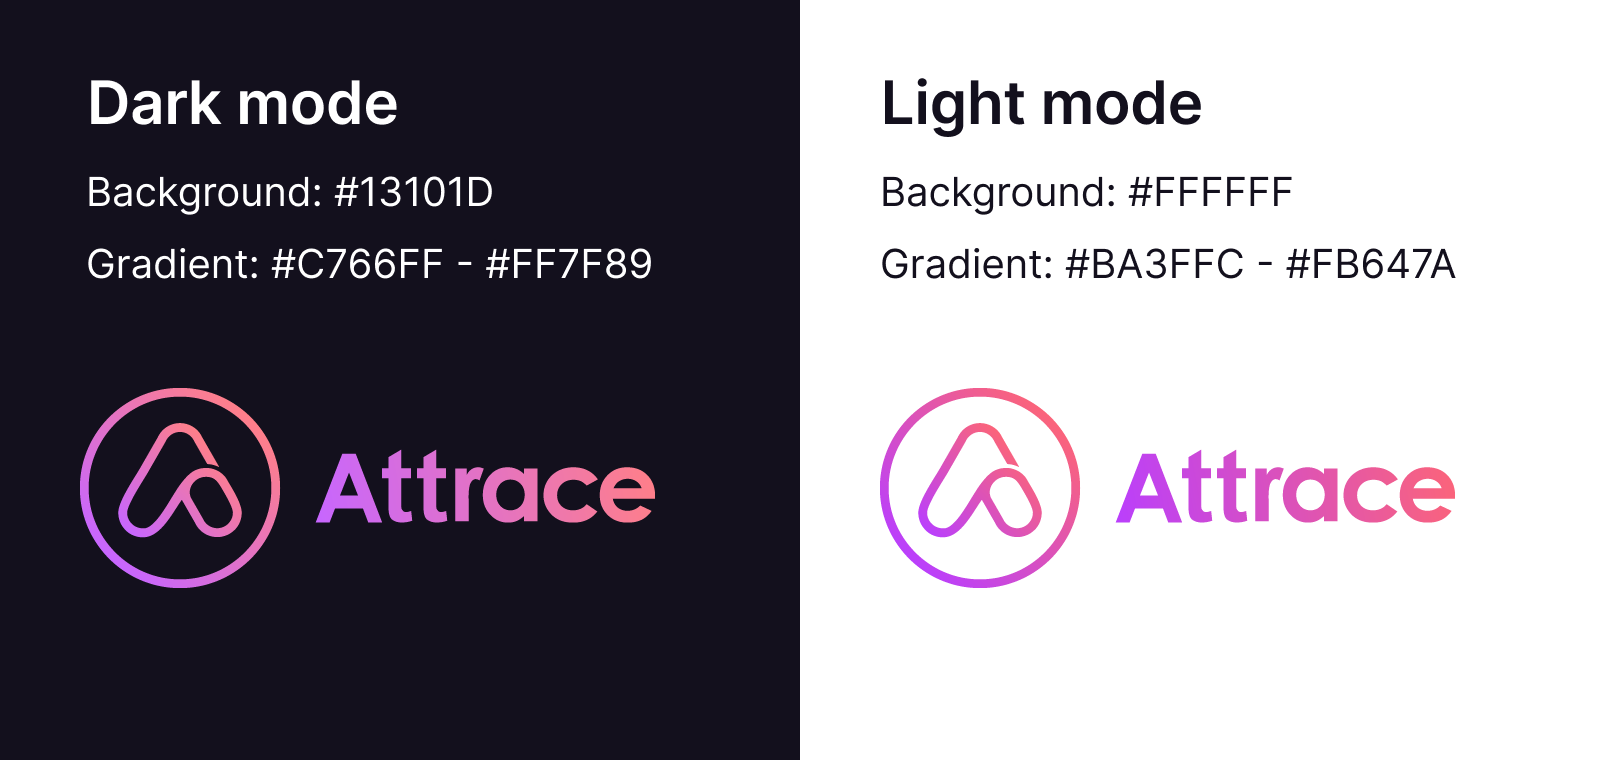 Dark mode
Background: #13101D
Gradient: #C766FF - #FF7F89
Attrace
Light mode
Background: #FFFFFF
Gradient: #BA3FFC - #FB647A
Attrace